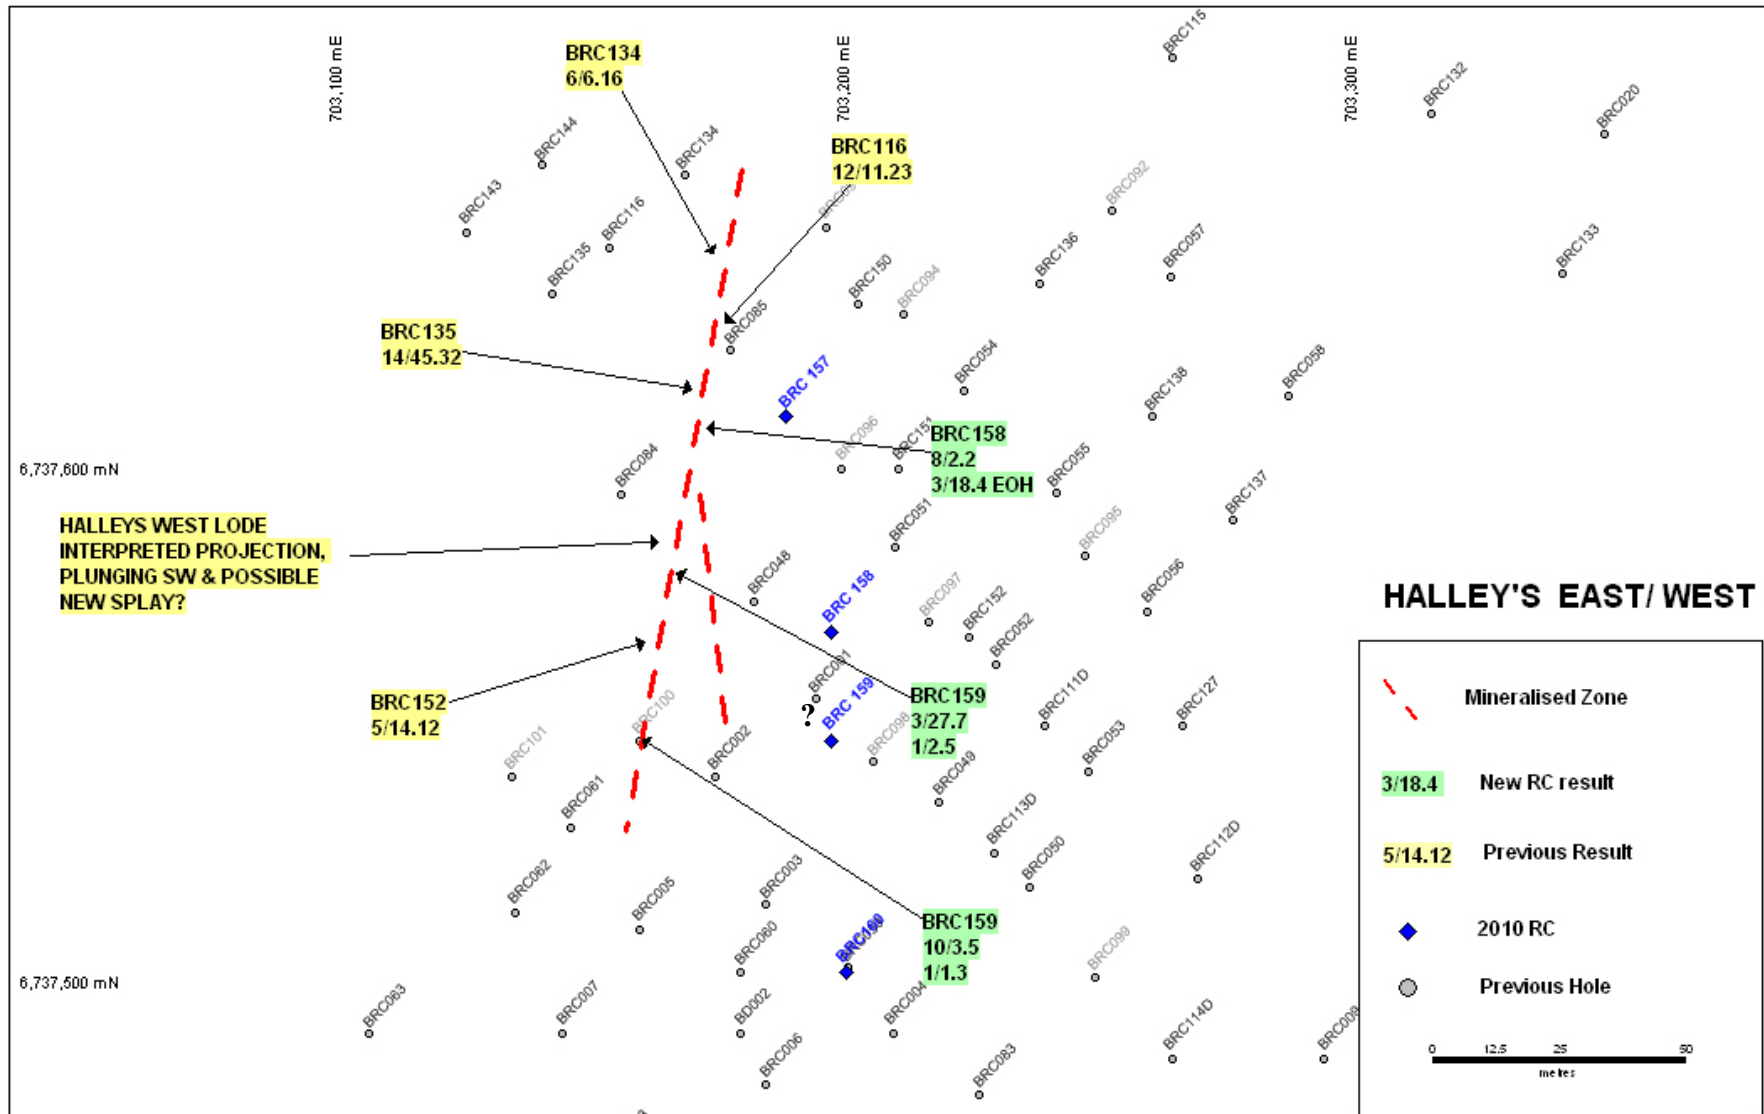 703,100 mE
703,200 mE
703,300 mE
BRC115
BRC132
BRC020
BRC134
6/6.16
BRC144
BRC134
BRC116
12/11.23
BRC092
BRC143
BRC116
BRC135
BRC150
BRC094
BRC136
BRC057
BRC133
BRC135
14/45.32
BRC085
BRC 157
BRC054
BRC138
BRC058
BRC096
BRC151
BRC158
8/2.2
3/18.4 EOH
BRC055
BRC137
6,737,600 mN
BRC084
BRC051
BRC095
HALLEYS WEST LODE
INTERPRETED PROJECTION,
PLUNGING SW & POSSIBLE
NEW SPLAY?
BRC048
BRC 158
BRC097
BRC152
BRC052
BRC056
HALLEY'S EAST/ WEST
BRC152
5/14.12
BRC100
?
BRC 159
BRC159
3/27.7
1/2.5
BRC111D
BRC127
BRC101
BRC002
BRC098
BRC049
BRC053
BRC061
BRC113D
BRC050
BRC112D
BRC062
BRC005
BRC003
BRC060
BRC159
10/3.5
1/1.3
BRC099
6,737,500 mN
BRC063
BRC007
BD002
BRC004
BRC006
BRC083
BRC114D
BRC009
Mineralised Zone
3/18.4 New RC result
5/14.12 Previous Result
2010 RC
Previous Hole
0 12.5 25 50
metres